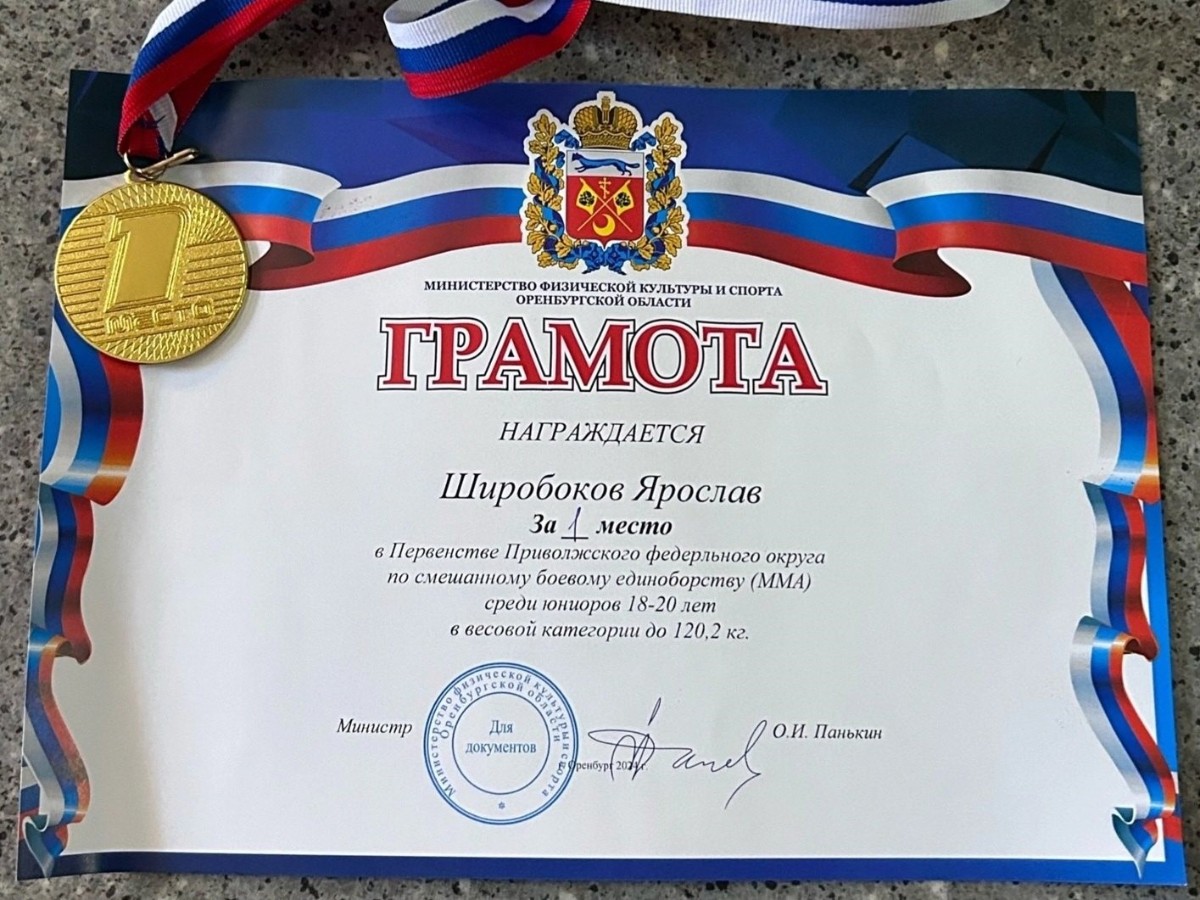 1
МЕСТО
МИНИСТЕРСТВО ФИЗИЧЕСКОЙ КУЛЬТУРЫ И СПОРТА
ОРЕНБУРГСКОЙ ОБЛАСТИ
ГРАМОТА
НАГРАЖДАЕТСЯ
Широбоков Ярослав
За 1 место
в Первенстве Приволжского федерльного округа
по смешанному боевому единоборству (ММА)
среди юниоров 18-20 лет
в весовой категории до 120,2 кг.
Министр
Министерство физической культуры и спорта
Оренбургской области
Для
документов
О.И. Панькин
г. Оренбург 2024 г.